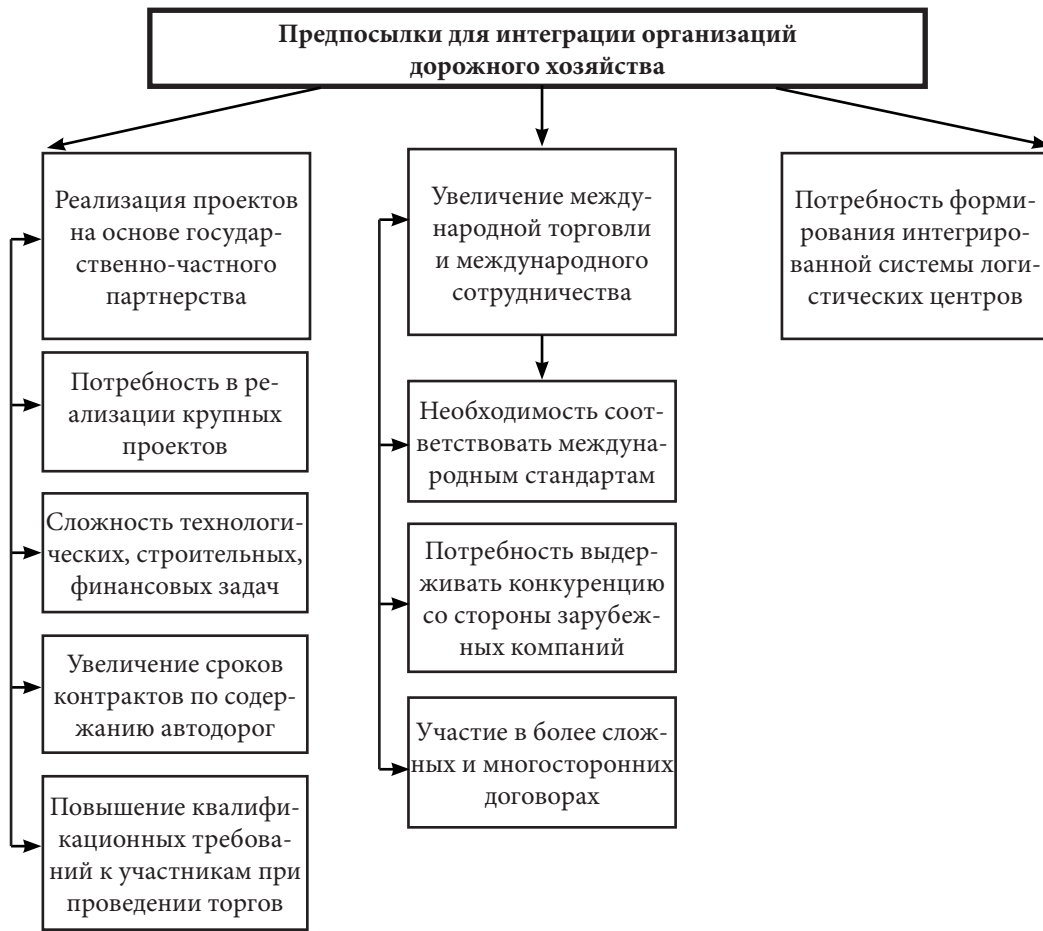 Предпосылки для интеграции организаций
дорожного хозяйства
Реализация проектов
на основе государ-
ственно-частного
партнерства
Потребность в ре-
ализации крупных
проектов
Сложность технологи-
ческих, строительных,
финансовых задач
Увеличение сроков
контрактов по содер-
жанию автодорог
Повышение квалифи-
кационных требова-
ний к участникам при
проведении торгов
Увеличение между-
народной торговли
и международного
сотрудничества
Необходимость соот-
ветствовать междуна-
родным стандартам
Потребность выдер-
живать конкуренцию
со стороны зарубеж-
ных компаний
Участие в более слож-
ных и многосторонних
договорах
Потребность форми-
рования интегриро-
ванной системы логи-
стических центров